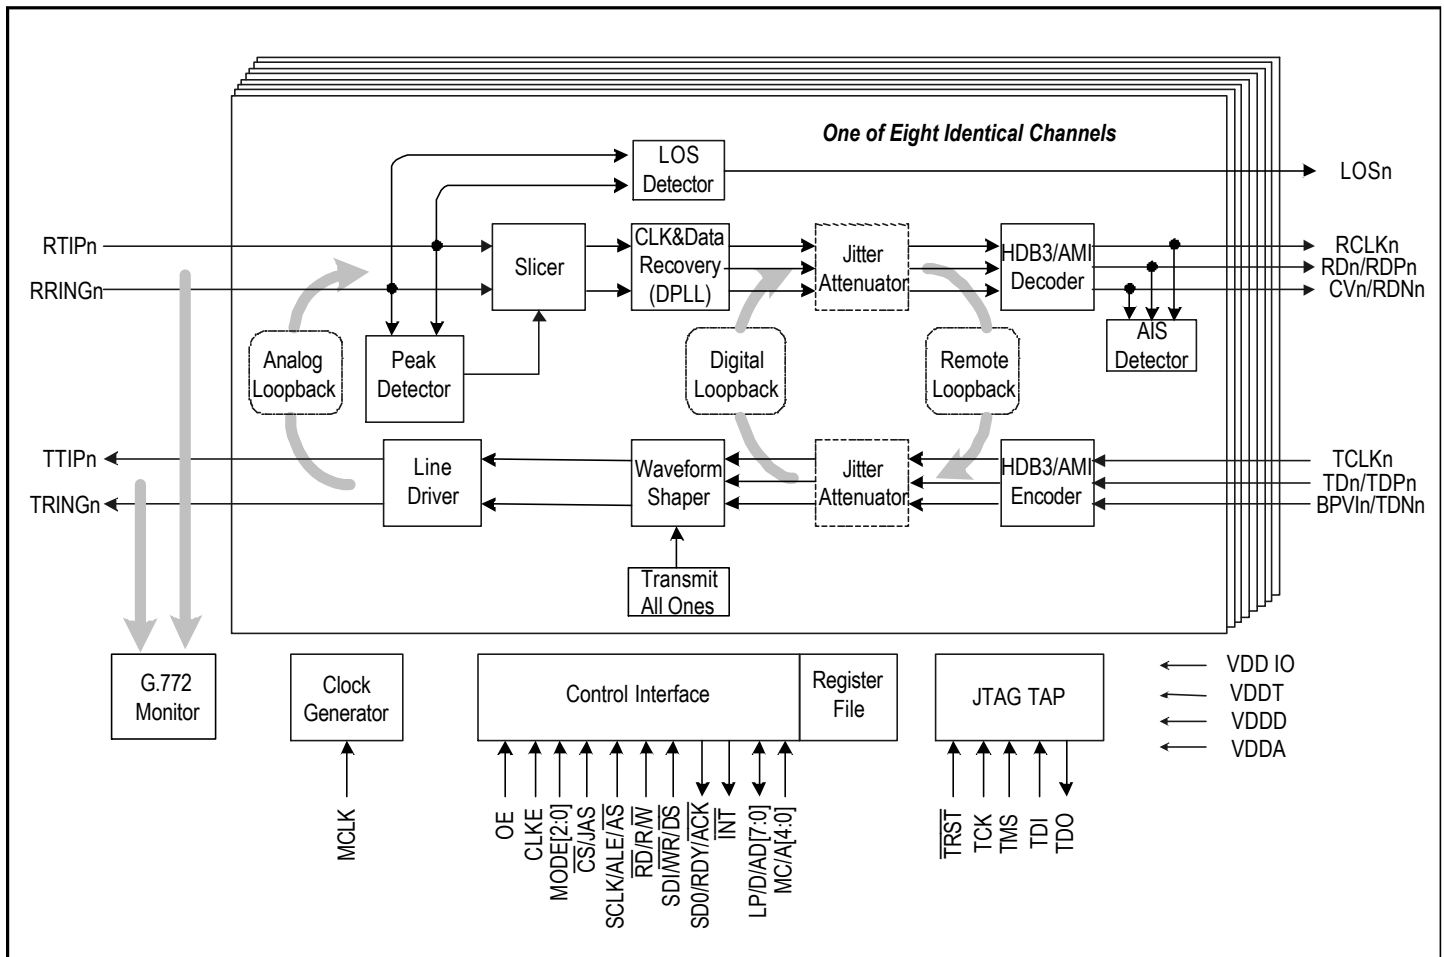 One of Eight Identical Channels
LOS
Detector
LOSn
RTIPn
RRINGn
Slicer
CLK&Data
Recovery
(DPLL)
Jitter
Attenuator
HDB3/AMI
Decoder
RCLKn
RDn/RDPn
CVn/RDNn
AIS
Detector
Analog
Loopback
Peak
Detector
Digital
Loopback
Remote
Loopback
TTIPn
TRINGn
Line
Driver
Waveform
Shaper
Jitter
Attenuator
HDB3/AMI
Encoder
TCLKn
TDn/TDPn
BPVIn/TDNn
Transmit
All Ones
G.772
Monitor
Clock
Generator
Control Interface
Register
File
JTAG TAP
VDD IO
VDDT
VDDD
VDDA
MCLK
OE
CLKE
MODE[2:0]
CS/JAS
SCLK/ALE/AS
RD/R/W
SDI/WR/DS
SD0/RDY/ACK
INT
LP/D/AD[7:0]
MC/A[4:0]
TRST
TCK
TMS
TDI
TDO